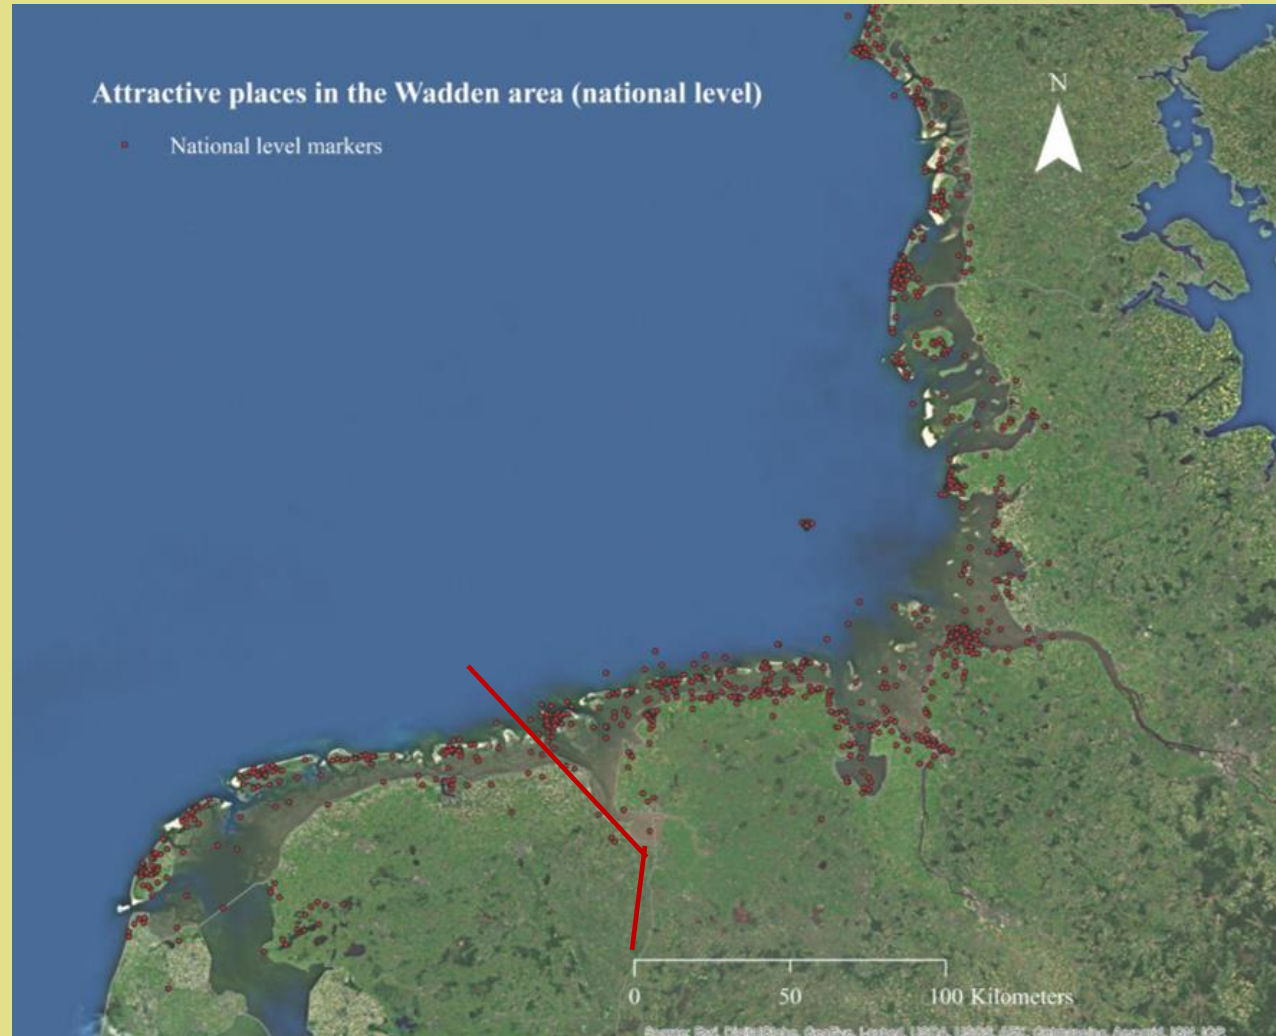 Attractive places in the Wadden area (national level)
National level markers
N
0 50 100 Kilometers